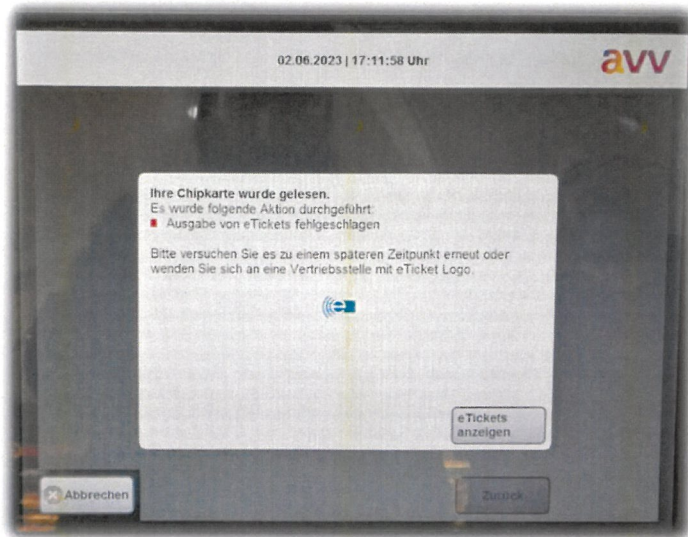 02.06.2023 | 17:11:58 Uhr
avv
Ihre Chipkarte wurde gelesen.
Es wurde folgende Aktion durchgeführt:
Ausgabe von eTickets fehlgeschlagen
Bitte versuchen Sie es zu einem späteren Zeitpunkt erneut oder
wenden Sie sich an eine Vertriebsstelle mit eTicket Logo.
e
eTickets
anzeigen
Abbrechen
Zurück